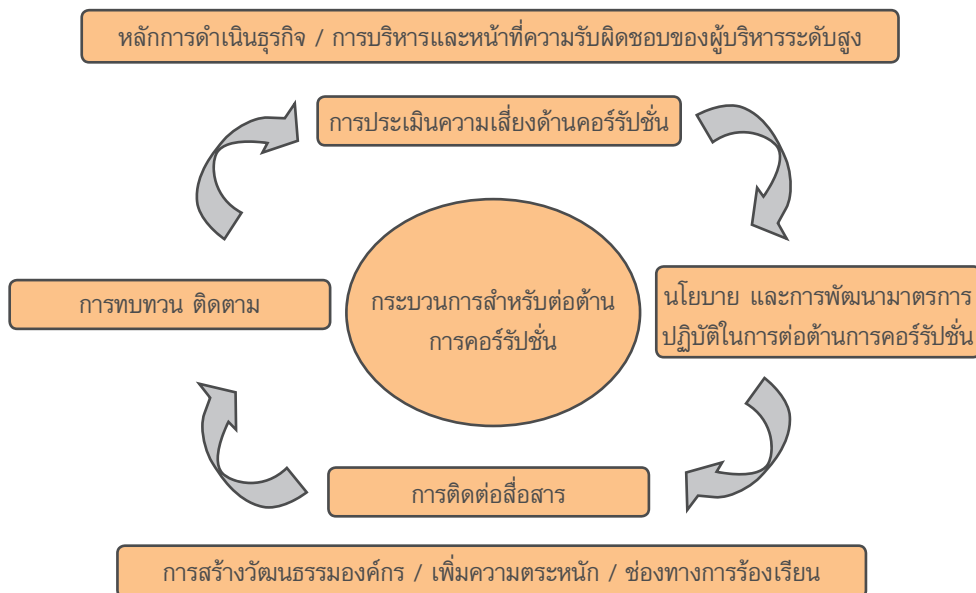 หลักการดำเนินธุรกิจ / การบริหารและหน้าที่ความรับผิดชอบของผู้บริหารระดับสูง
การประเมินความเสี่ยงด้านคอร์รัปชั่น
การทบทวน ติดตาม
กระบวนการสำหรับต่อต้าน
การคอร์รัปชั่น
นโยบาย และการพัฒนามาตรการ
ปฏิบัติในการต่อต้านการคอร์รัปชั่น
การติดต่อสื่อสาร
การสร้างวัฒนธรรมองค์กร / เพิ่มความตระหนัก / ช่องทางการร้องเรียน